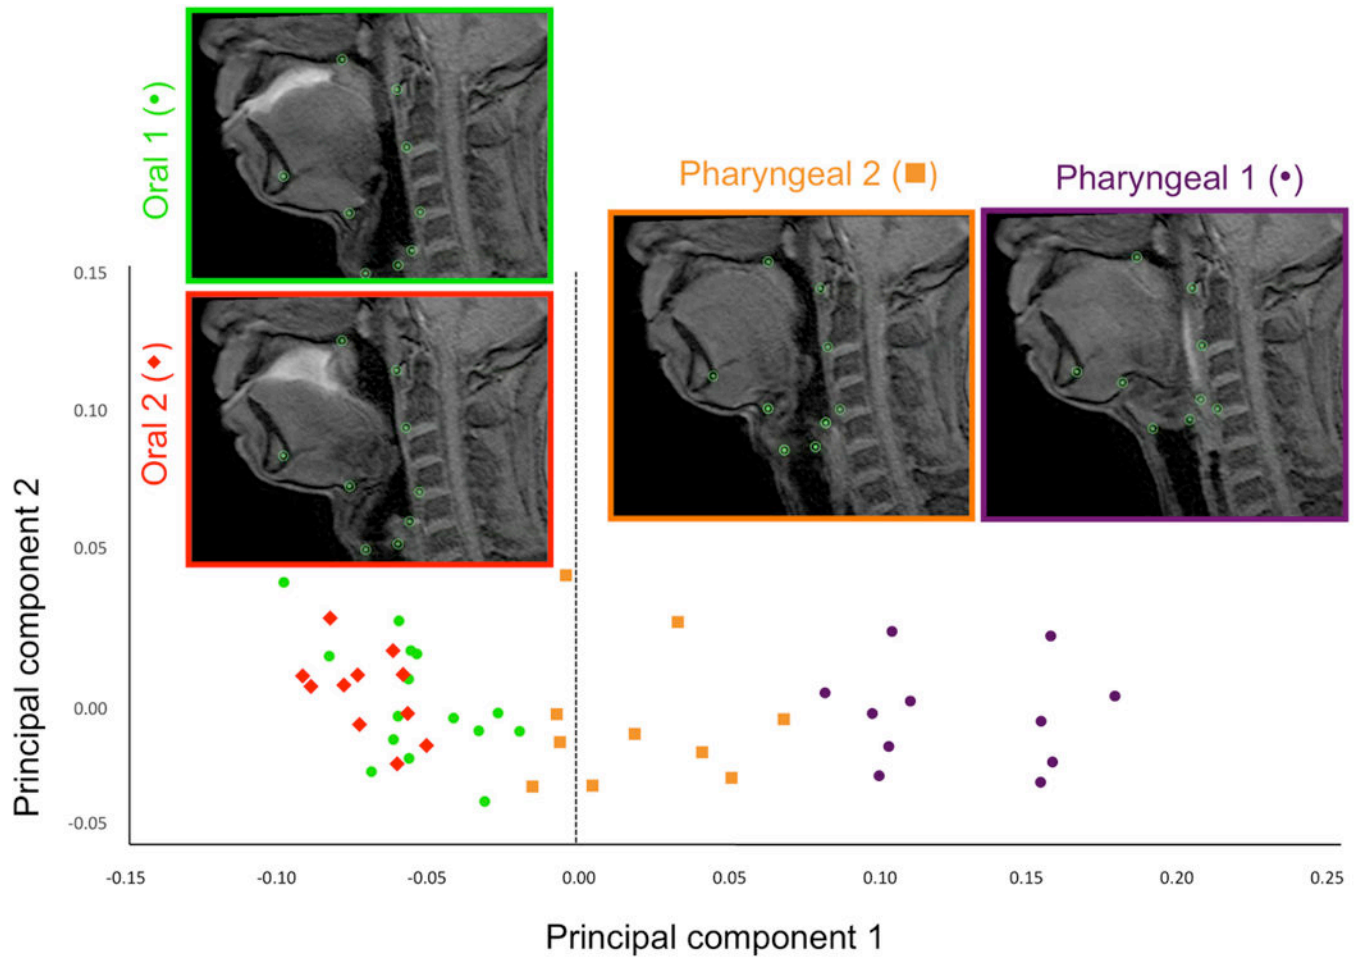 Oral 1 (•)
Pharyngeal 2 (■)
Pharyngeal 1 (•)
Oral 2 (◆)
Principal component 2
0.15
0.10
0.05
0.00
-0.05
-0.15
-0.10
-0.05
0.00
0.05
0.10
0.15
0.20
0.25
Principal component 1